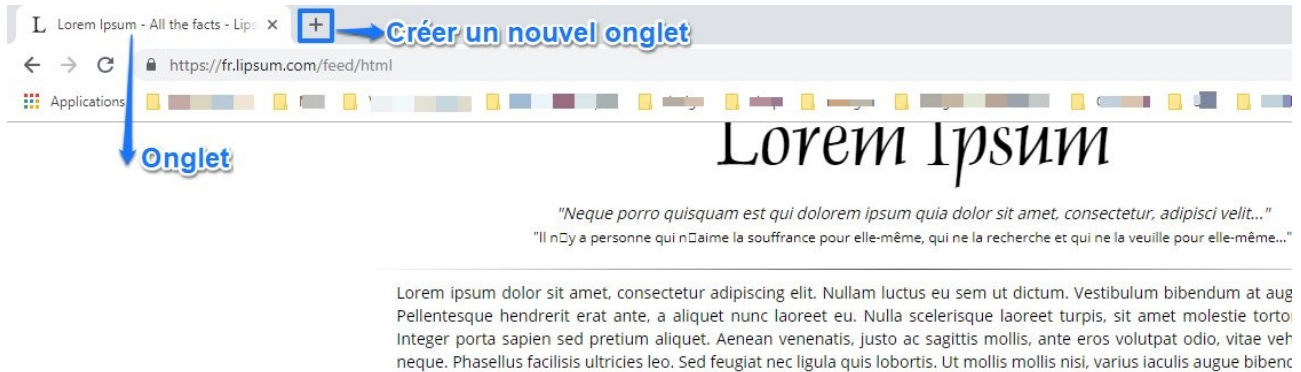 L Lorem Ipsum - All the facts - Lips
Créer un nouvel onglet
https://fr.lipsum.com/feed/html
Applications
Onglet
Lorem Ipsum
"Neque porro quisquam est qui dolorem ipsum quia dolor sit amet, consectetur, adipisci velit..."
"Il n▯y a personne qui n▯aime la souffrance pour elle-même, qui ne la recherche et qui ne la veuille pour elle-même..."
Lorem ipsum dolor sit amet, consectetur adipiscing elit. Nullam luctus eu sem ut dictum. Vestibulum bibendum at aug
Pellentesque hendrerit erat ante, a aliquet nunc laoreet eu. Nulla scelerisque laoreet turpis, sit amet molestie torto
Integer porta sapien sed pretium aliquet. Aenean venenatis, justo ac sagittis mollis, ante eros volutpat odio, vitae veh
neque. Phasellus facilisis ultricies leo. Sed feugiat nec ligula quis lobortis. Ut mollis mollis nisi, varius iaculis augue bibend